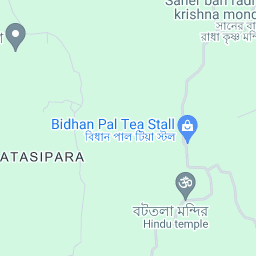 krishna mond
সানের বা
রাধা কৃষ্ণ মন্দি
Bidhan Pal Tea Stall
বিধান পাল টিয়া স্টল
ATASIPARA
বটতলা মন্দির
Hindu temple